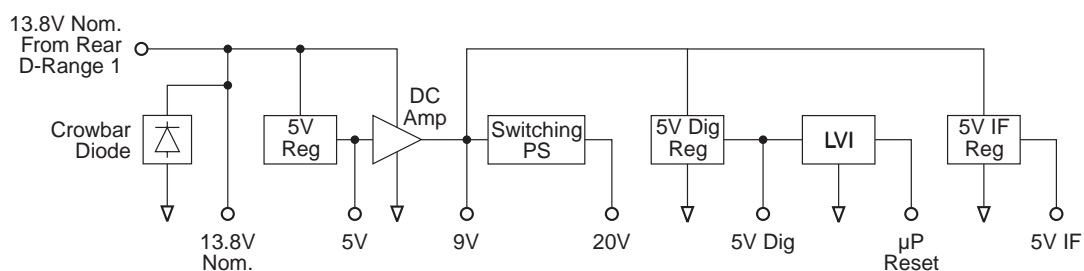 13.8V Nom.
From Rear
D-Range 1
DC
Amp
Crowbar
Diode
5V
Reg
Switching
PS
5V Dig
Reg
LVI
5V IF
Reg
13.8V
Nom.
5V
9V
20V
5V Dig
µP
Reset
5V IF